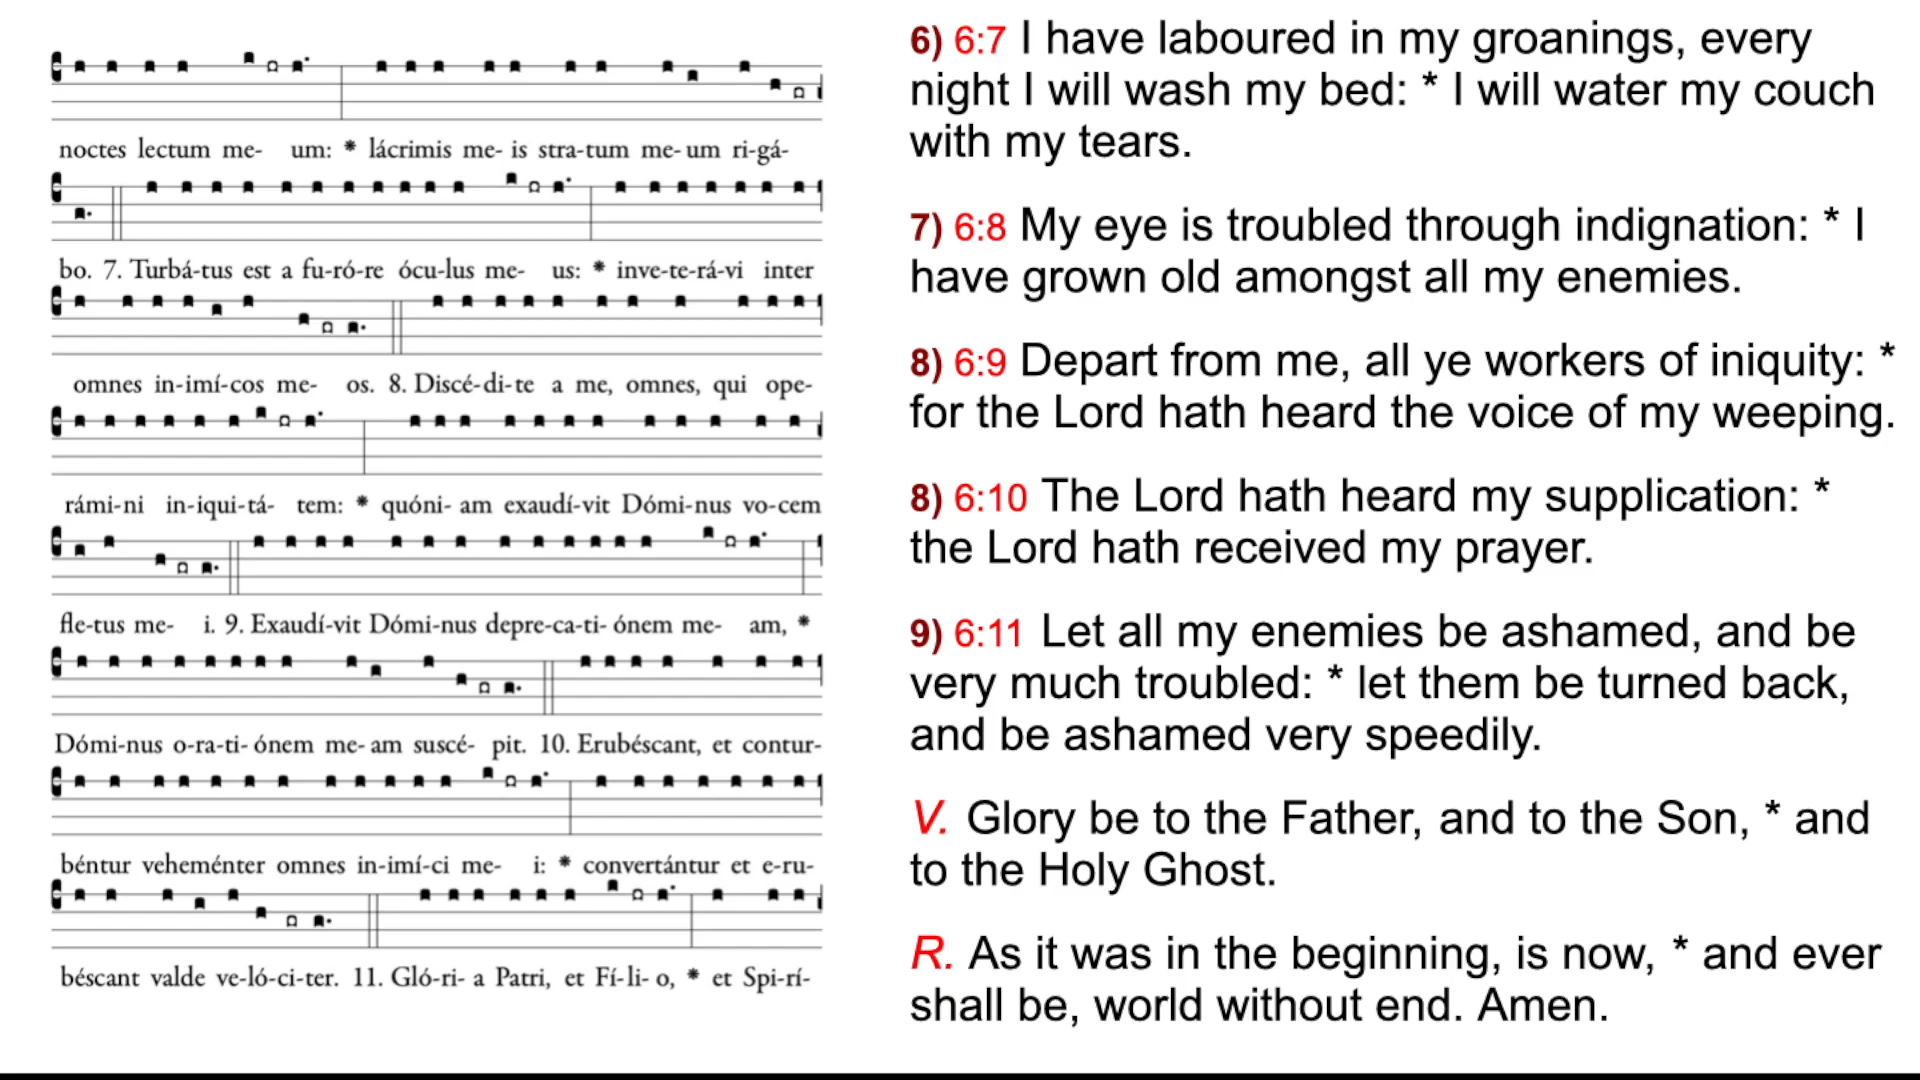 noctes lectum me- um: * lácrimis me- is stra-tum me-um ri-gá-
bo. 7. Turbá-tus est a fu-ró-re ócu-lus me- us: * inve-te-rá-vi inter
omnes in-imí-cos me- os. 8. Discé-di-te a me, omnes, qui ope-
rámi-ni in-iqui-tá- tem: * quóni- am exaudí-vit Dómi-nus vo-cem
fle-tus me- i. 9. Exaudí-vit Dómi-nus depre-ca-ti- ónem me- am, *
Dómi-nus o-ra-ti- ónem me- am suscé- pit. 10. Erubéscant, et contur-
béntur veheménter omnes in-imí-ci me- i: * convertántur et e-ru-
béscant valde ve-ló-ci-ter. 11. Gló-ri- a Patri, et Fí-li- o, * et Spi-rí-
6) 6:7 I have laboured in my groanings, every
night I will wash my bed: * I will water my couch
with my tears.
7) 6:8 My eye is troubled through indignation: * I
have grown old amongst all my enemies.
8) 6:9 Depart from me, all ye workers of iniquity: *
for the Lord hath heard the voice of my weeping.
8) 6:10 The Lord hath heard my supplication: *
the Lord hath received my prayer.
9) 6:11 Let all my enemies be ashamed, and be
very much troubled: * let them be turned back,
and be ashamed very speedily.
V. Glory be to the Father, and to the Son, * and
to the Holy Ghost.
R. As it was in the beginning, is now, * and ever
shall be, world without end. Amen.